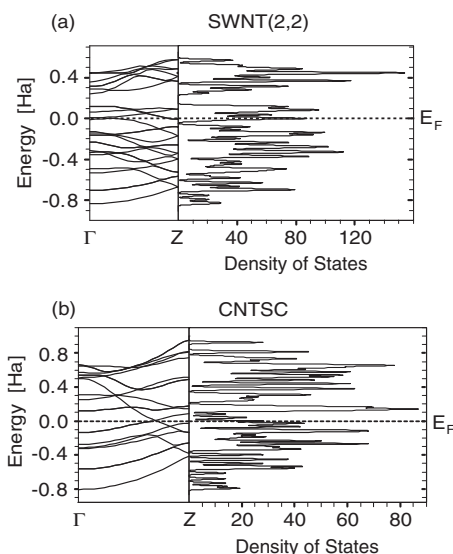 (a) SWNT(2,2)
Energy [Ha]
0.4
0.0
-0.4
-0.8
E_F
Γ Z 40 80 120
Density of States
(b) CNTSC
Energy [Ha]
0.8
0.4
0.0
-0.4
-0.8
E_F
Γ Z 20 40 60 80
Density of States